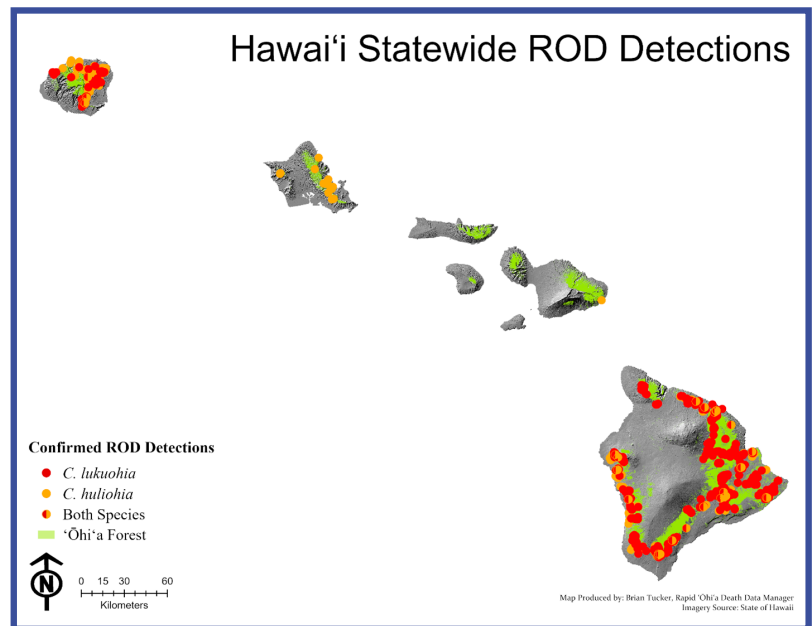 Hawaiʻi Statewide ROD Detections
Confirmed ROD Detections
C. lukuohia
C. huliohia
Both Species
ʻŌhiʻa Forest
N
0 15 30 60
Kilometers
Map Produced by: Brian Tucker, Rapid ʻŌhiʻa Death Data Manager
Imagery Source: State of Hawaii